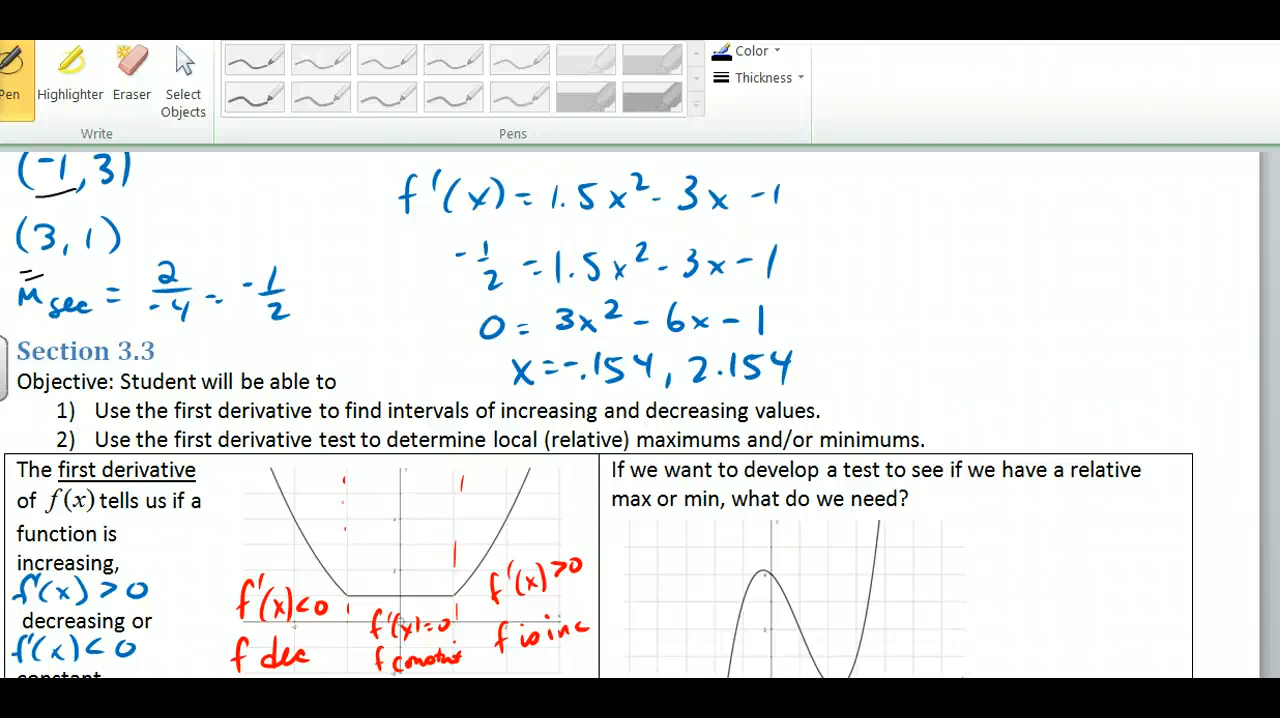 Pen
Highlighter
Eraser
Select Objects
Color
Thickness
Write
Pens
(-1, 3)
(3, 1)
m sec = 2/-4 = -1/2
f'(x) = 1.5x² - 3x - 1
-1/2 = 1.5x² - 3x - 1
0 = 3x² - 6x - 1
x = -.154, 2.154
Section 3.3
Objective: Student will be able to
1) Use the first derivative to find intervals of increasing and decreasing values.
2) Use the first derivative test to determine local (relative) maximums and/or minimums.
The first derivative
of f(x) tells us if a
function is
increasing,
f'(x) > 0
decreasing or
f'(x) < 0
constant
f'(x) < 0
f dec
f'(x) = 0
f constant
f'(x) > 0
f is inc
If we want to develop a test to see if we have a relative
max or min, what do we need?